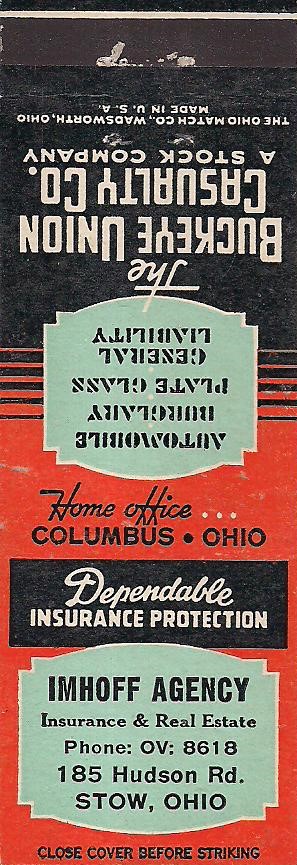 THE OHIO MATCH CO., WADSWORTH, OHIO
MADE IN U. S. A.
The
BUCKEYE UNION
CASUALTY CO.
A STOCK COMPANY
AUTOMOBILE
BURGLARY
PLATE GLASS
GENERAL
LIABILITY
Home office ...
COLUMBUS • OHIO
Dependable
INSURANCE PROTECTION
IMHOFF AGENCY
Insurance & Real Estate
Phone: OV: 8618
185 Hudson Rd.
STOW, OHIO
CLOSE COVER BEFORE STRIKING